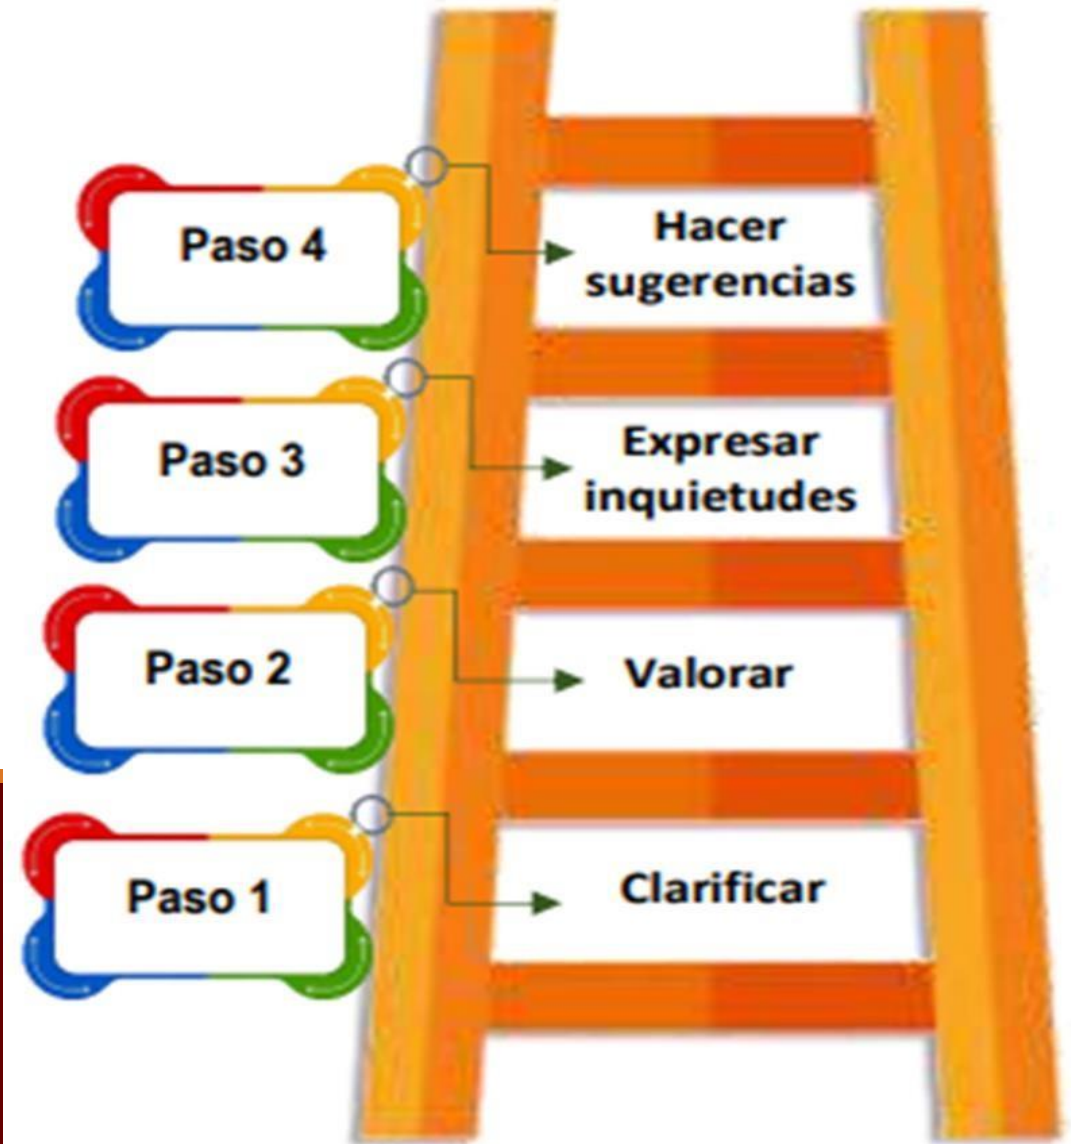 Paso 4
Hacer
sugerencias
Paso 3
Expresar
inquietudes
Paso 2
Valorar
Paso 1
Clarificar